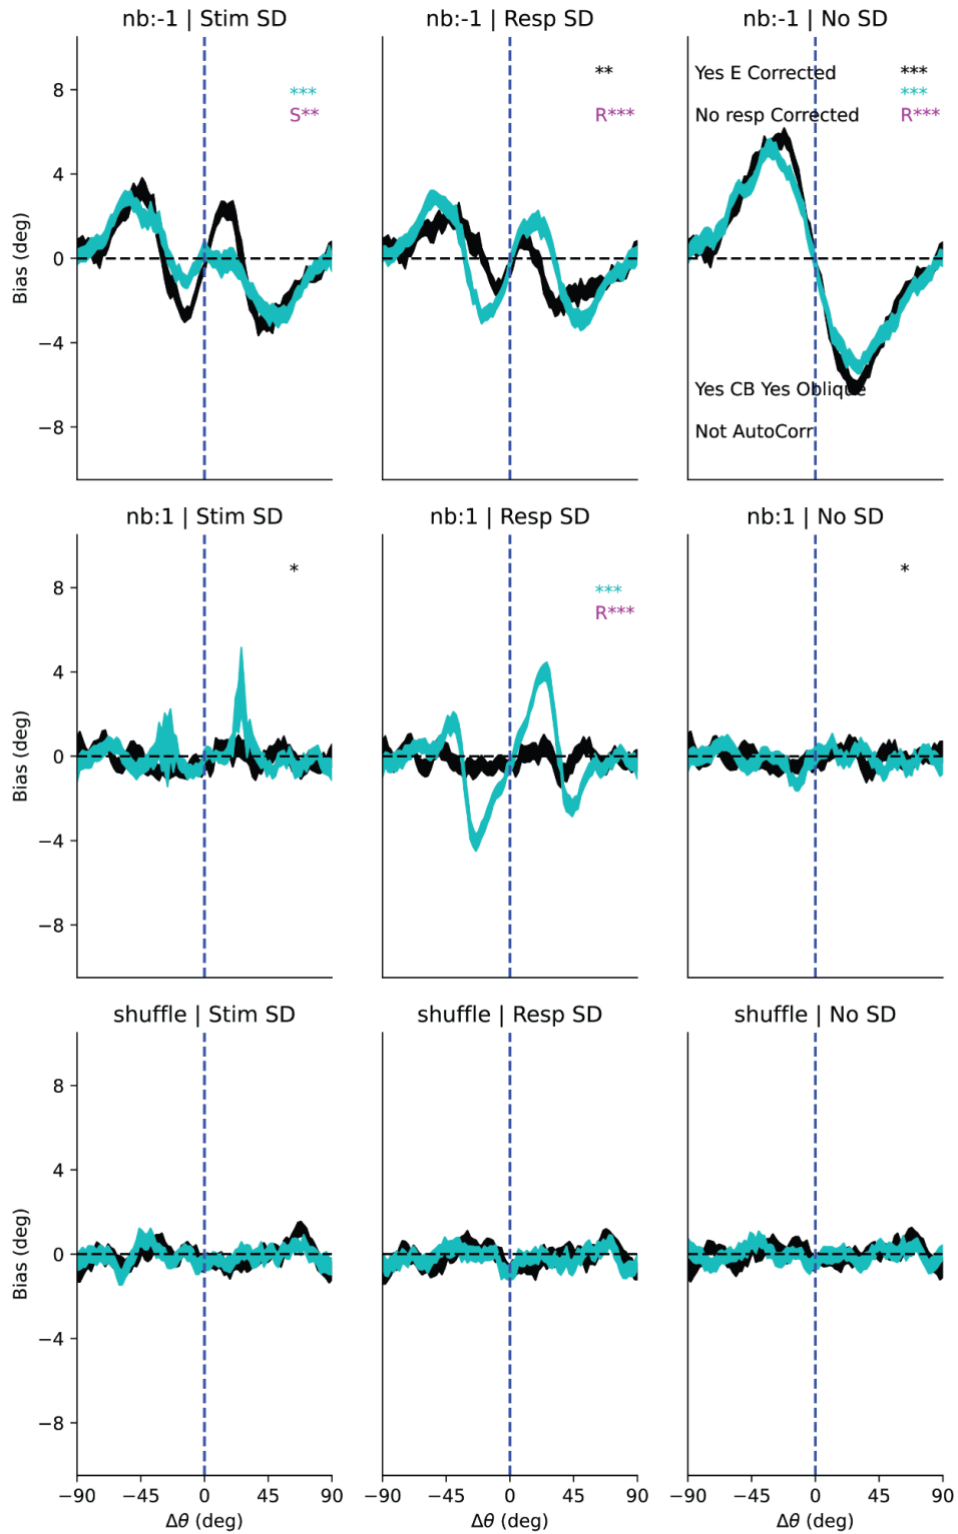 nb:-1 | Stim SD
nb:-1 | Resp SD
nb:-1 | No SD
8
4
0
−4
−8
Bias (deg)
***
S**
**
R***
Yes E Corrected
***
***
No resp Corrected
R***
Yes CB Yes Oblique
Not AutoCorr
nb:1 | Stim SD
nb:1 | Resp SD
nb:1 | No SD
8
4
0
−4
−8
Bias (deg)
*
***
R***
*
shuffle | Stim SD
shuffle | Resp SD
shuffle | No SD
8
4
0
−4
−8
Bias (deg)
−90 −45 0 45 90
−90 −45 0 45 90
−90 −45 0 45 90
Δθ (deg)
Δθ (deg)
Δθ (deg)